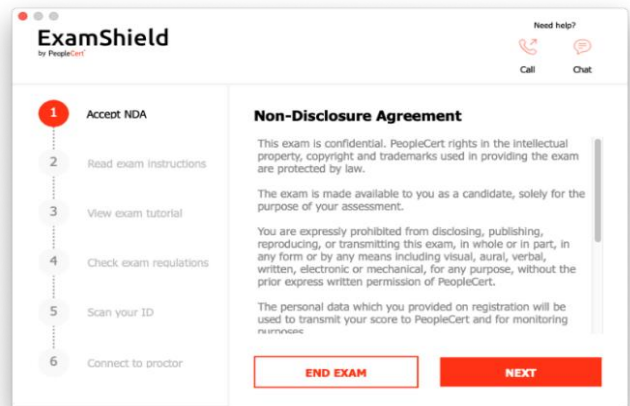 ExamShield
by PeopleCert
Need help?
Call
Chat
1 Accept NDA
2 Read exam instructions
3 View exam tutorial
4 Check exam regulations
5 Scan your ID
6 Connect to proctor
Non-Disclosure Agreement
This exam is confidential. PeopleCert rights in the intellectual
property, copyright and trademarks used in providing the exam
are protected by law.
The exam is made available to you as a candidate, solely for the
purpose of your assessment.
You are expressly prohibited from disclosing, publishing,
reproducing, or transmitting this exam, in whole or in part, in
any form or by any means including visual, aural, verbal,
written, electronic or mechanical, for any purpose, without the
prior express written permission of PeopleCert.
The personal data which you provided on registration will be
used to transmit your score to PeopleCert and for monitoring
purposes
END EXAM
NEXT